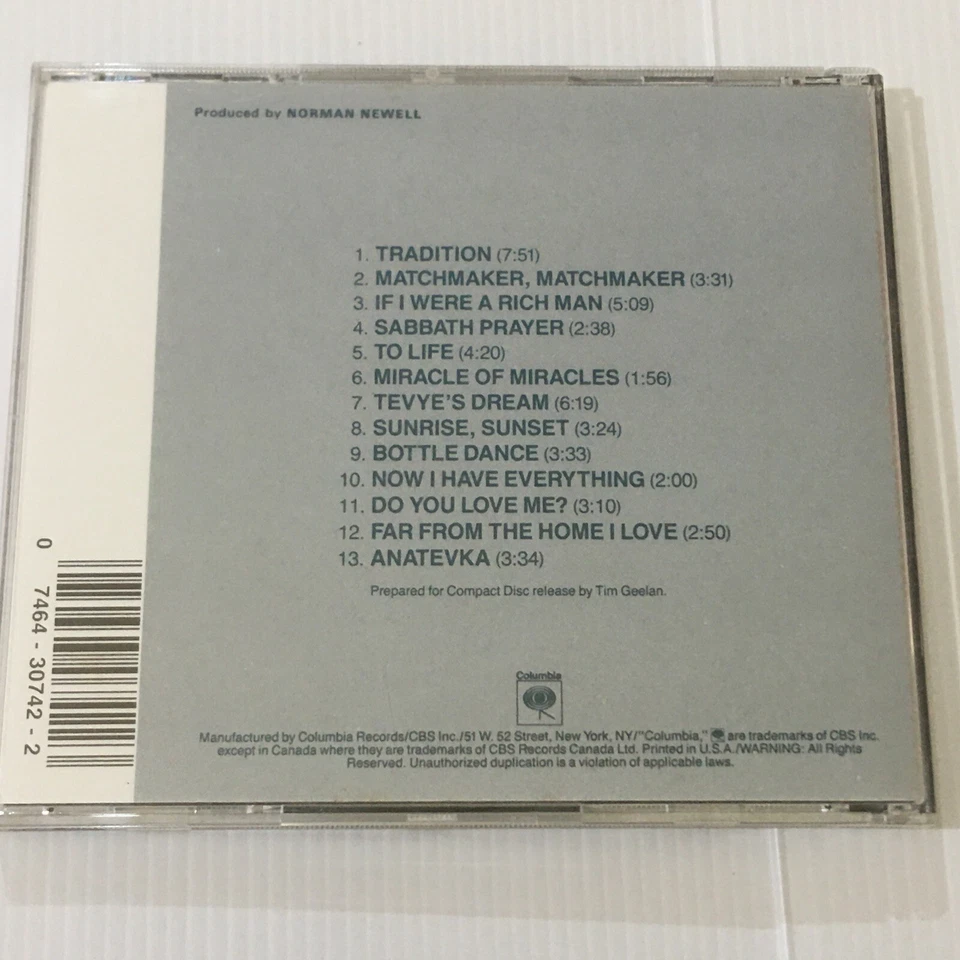 Produced by NORMAN NEWELL
1. TRADITION (7:51)
2. MATCHMAKER, MATCHMAKER (3:31)
3. IF I WERE A RICH MAN (5:09)
4. SABBATH PRAYER (2:38)
5. TO LIFE (4:20)
6. MIRACLE OF MIRACLES (1:56)
7. TEVYE'S DREAM (6:19)
8. SUNRISE, SUNSET (3:24)
9. BOTTLE DANCE (3:33)
10. NOW I HAVE EVERYTHING (2:00)
11. DO YOU LOVE ME? (3:10)
12. FAR FROM THE HOME I LOVE (2:50)
13. ANATEVKA (3:34)
Prepared for Compact Disc release by Tim Geelan.
0 7464-30742-2
Columbia
Manufactured by Columbia Records/CBS Inc./51 W. 52 Street, New York, NY/"Columbia," are trademarks of CBS Inc.
except in Canada where they are trademarks of CBS Records Canada Ltd. Printed in U.S.A./WARNING: All Rights
Reserved. Unauthorized duplication is a violation of applicable laws.